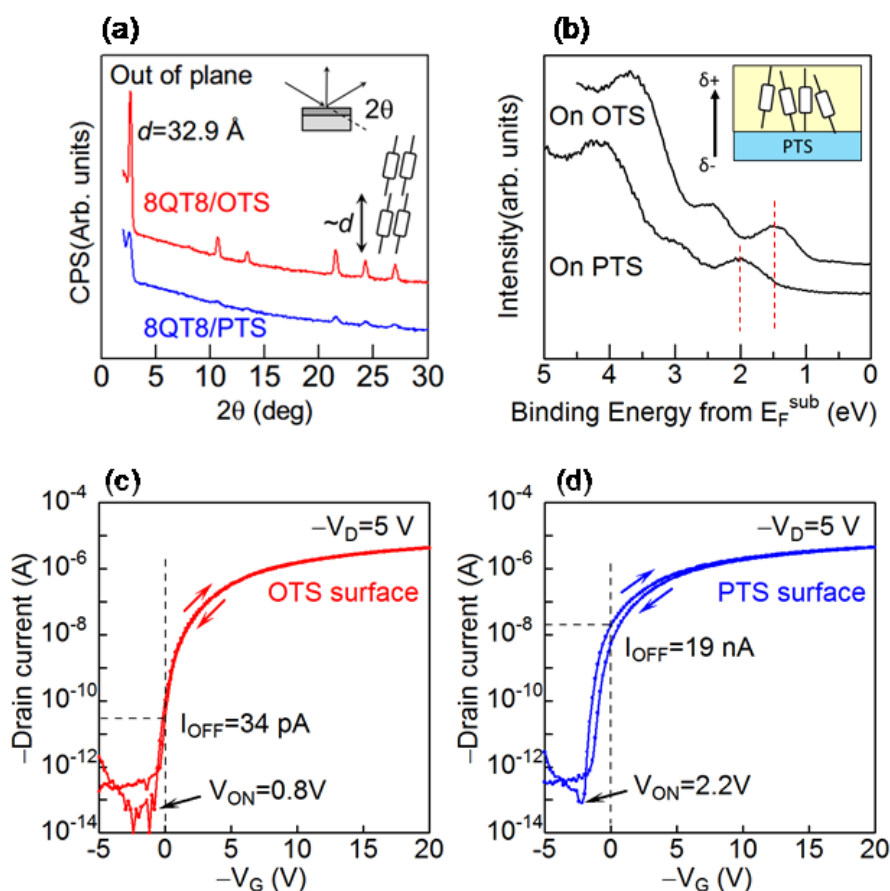 (a)
Out of plane
2θ
d=32.9 Å
8QT8/OTS
~d
8QT8/PTS
CPS(Arb. units)
0 5 10 15 20 25 30
2θ (deg)
(b)
δ+
On OTS
PTS
δ-
On PTS
Intensity(arb. units)
5 4 3 2 1 0
Binding Energy from E_F^sub (eV)
(c)
10^-4
10^-6
10^-8
10^-10
10^-12
10^-14
−V_D=5 V
OTS surface
I_OFF=34 pA
V_ON=0.8V
−Drain current (A)
-5 0 5 10 15 20
−V_G (V)
(d)
10^-4
10^-6
10^-8
10^-10
10^-12
10^-14
−V_D=5 V
PTS surface
I_OFF=19 nA
V_ON=2.2V
−Drain current (A)
-5 0 5 10 15 20
−V_G (V)